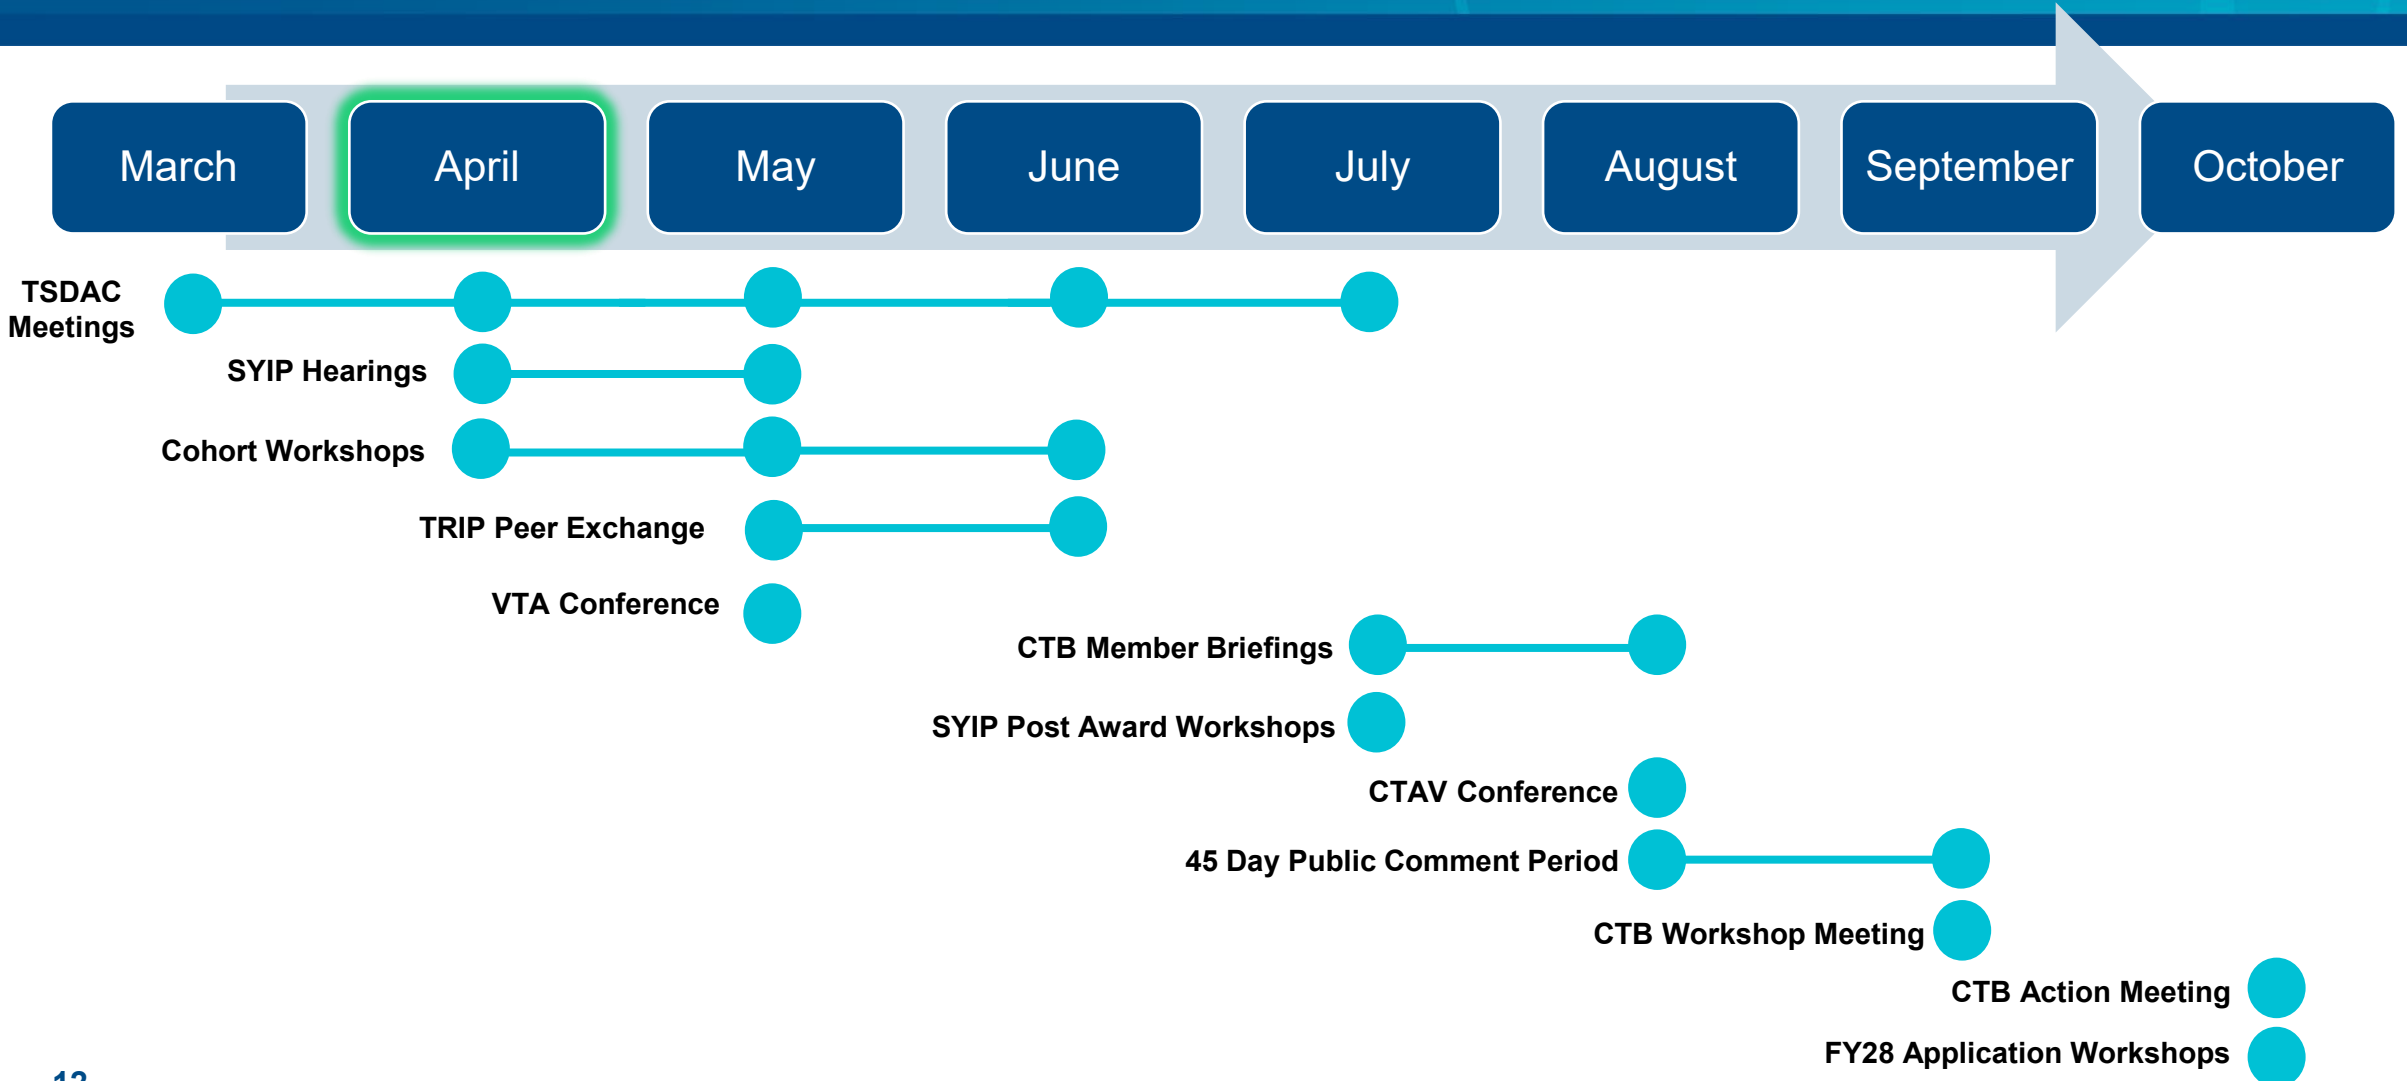 March
April
May
June
July
August
September
October
TSDAC
Meetings
SYIP Hearings
Cohort Workshops
TRIP Peer Exchange
VTA Conference
CTB Member Briefings
SYIP Post Award Workshops
CTAV Conference
45 Day Public Comment Period
CTB Workshop Meeting
CTB Action Meeting
FY28 Application Workshops